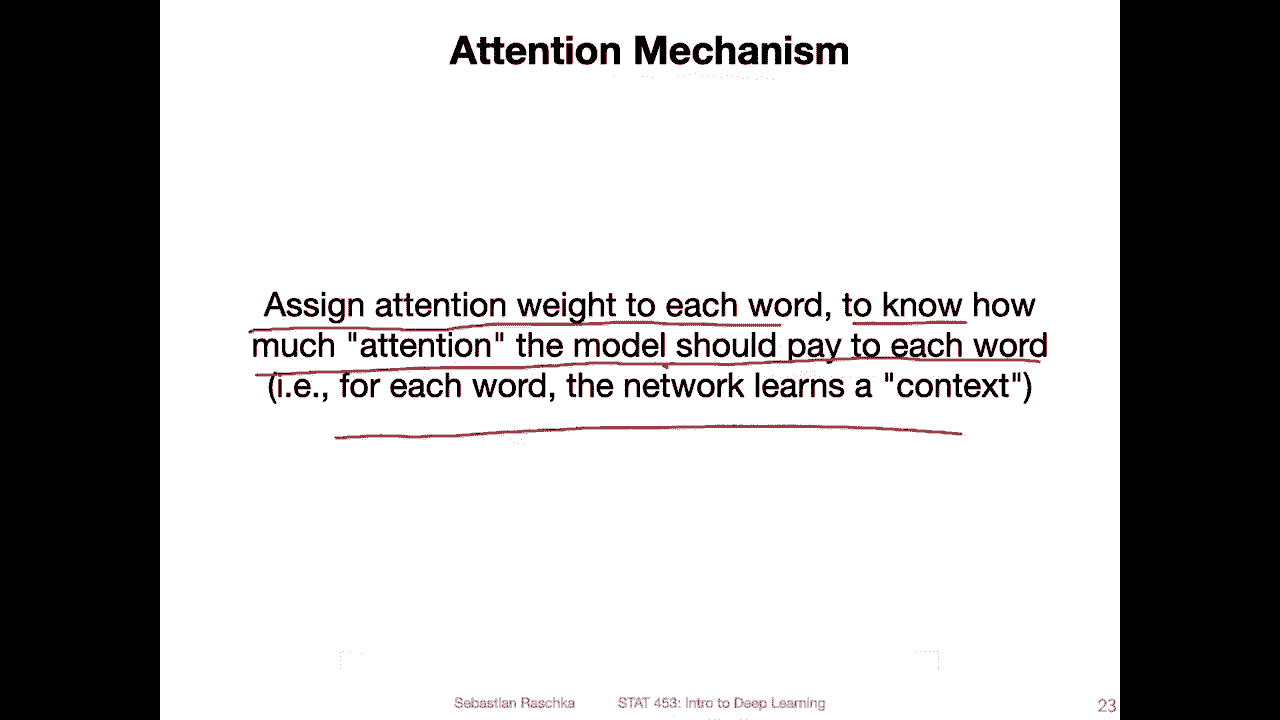 Attention Mechanism
Assign attention weight to each word, to know how
much "attention" the model should pay to each word
(i.e., for each word, the network learns a "context")
Sebastian Raschka STAT 453: Intro to Deep Learning 23